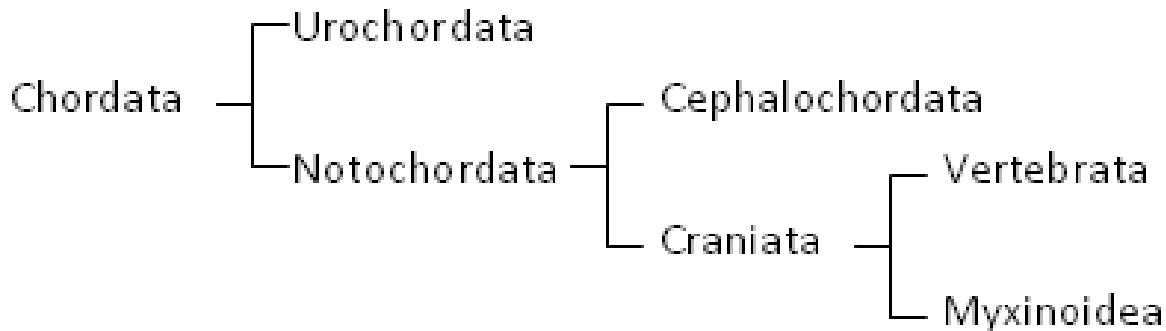 Urochordata
Chordata
Cephalochordata
Notochordata
Vertebrata
Craniata
Myxinoidea